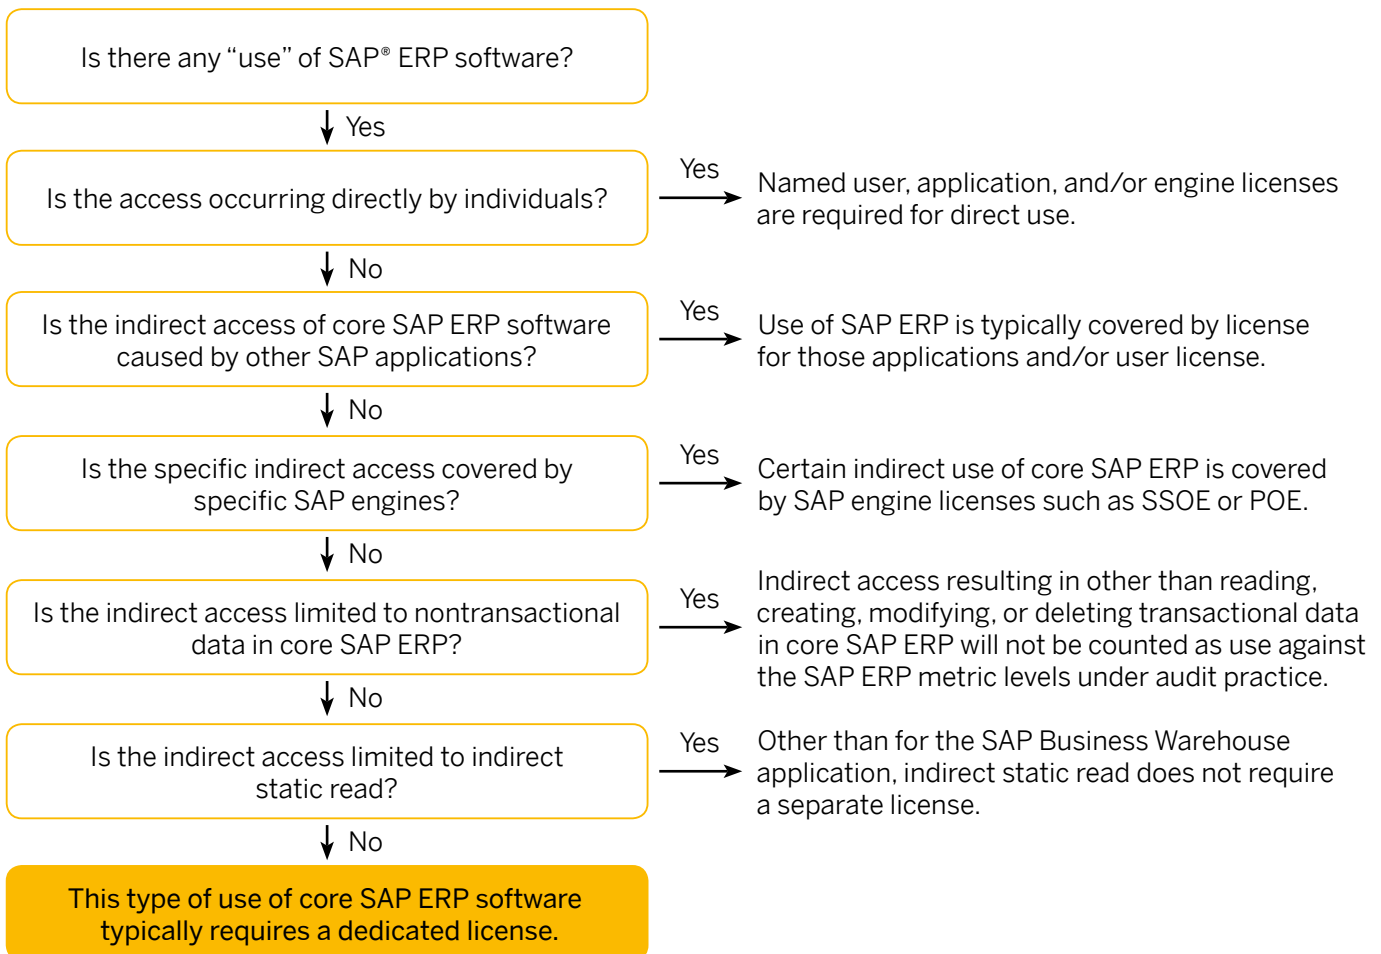 Is there any “use” of SAP® ERP software?
Yes
Is the access occurring directly by individuals?
Yes
Named user, application, and/or engine licenses
are required for direct use.
No
Is the indirect access of core SAP ERP software
caused by other SAP applications?
Yes
Use of SAP ERP is typically covered by license
for those applications and/or user license.
No
Is the specific indirect access covered by
specific SAP engines?
Yes
Certain indirect use of core SAP ERP is covered
by SAP engine licenses such as SSOE or POE.
No
Is the indirect access limited to nontransactional
data in core SAP ERP?
Yes
Indirect access resulting in other than reading,
creating, modifying, or deleting transactional data
in core SAP ERP will not be counted as use against
the SAP ERP metric levels under audit practice.
No
Is the indirect access limited to indirect
static read?
Yes
Other than for the SAP Business Warehouse
application, indirect static read does not require
a separate license.
No
This type of use of core SAP ERP software
typically requires a dedicated license.